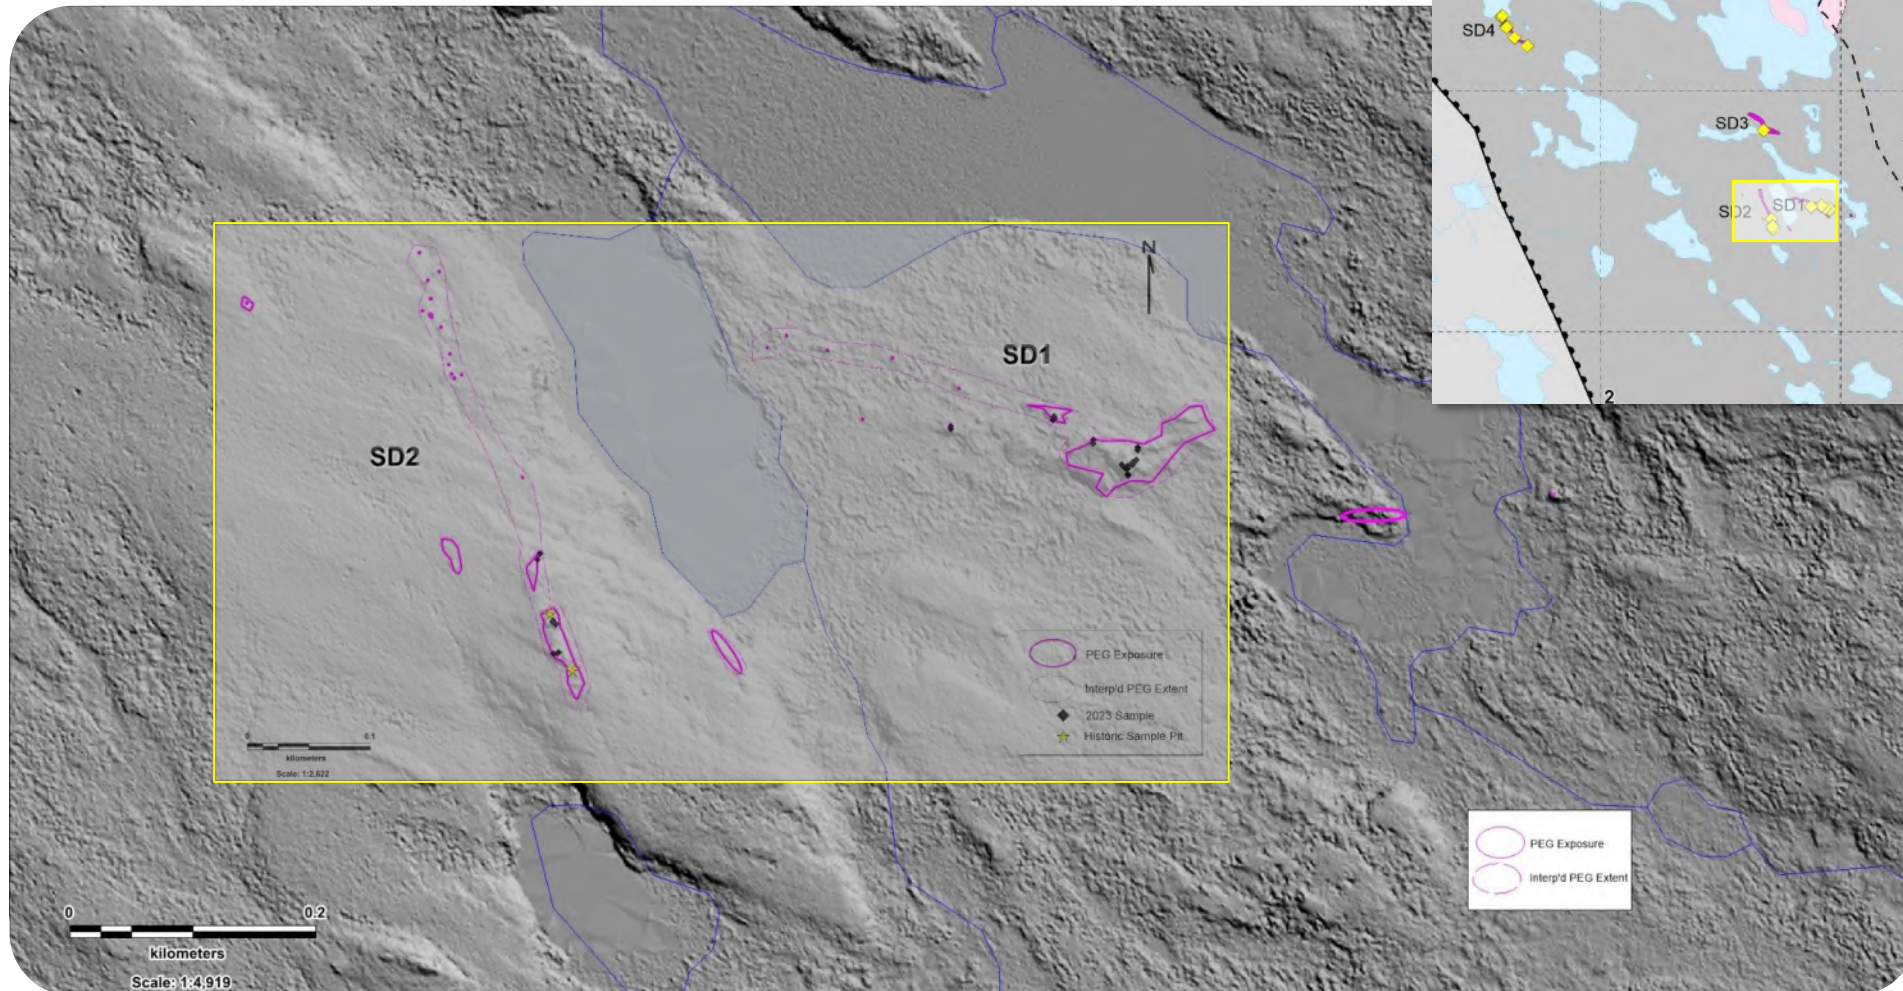 SD4
SD3
SD2
SD1
2
N
SD1
SD2
PEG Exposure
Interp'd PEG Extent
2023 Sample
Historic Sample Pit
0 0.1
kilometers
Scale: 1:2,622
PEG Exposure
Interp'd PEG Extent
0 0.2
kilometers
Scale: 1:4,919